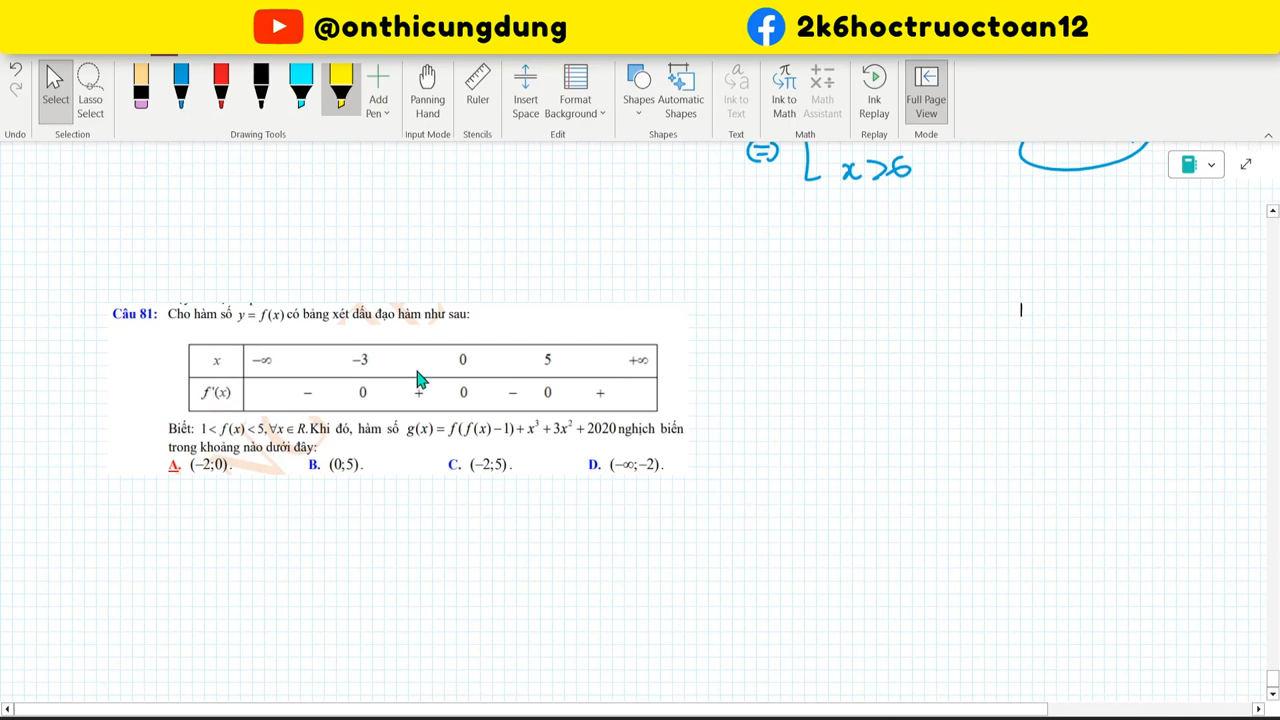 @onthicungdung 2k6hoctruoctoan12
Undo
Select
Lasso Select
Selection
Drawing Tools
Add Pen
Panning Hand
Input Mode
Ruler
Stencils
Insert Space
Format Background
Edit
Shapes
Automatic Shapes
Shapes
Ink to Text
Text
Ink to Math
Math Assistant
Math
Ink Replay
Replay
Full Page View
Mode
⇔ [ x > 6
Câu 81: Cho hàm số y = f(x) có bảng xét dấu đạo hàm như sau:
x −∞ −3 0 5 +∞
f'(x) − 0 + 0 − 0 +
Biết: 1 < f(x) < 5, ∀x ∈ R. Khi đó, hàm số g(x) = f(f(x) − 1) + x³ + 3x² + 2020 nghịch biến
trong khoảng nào dưới đây:
A. (−2;0). B. (0;5). C. (−2;5). D. (−∞;−2).